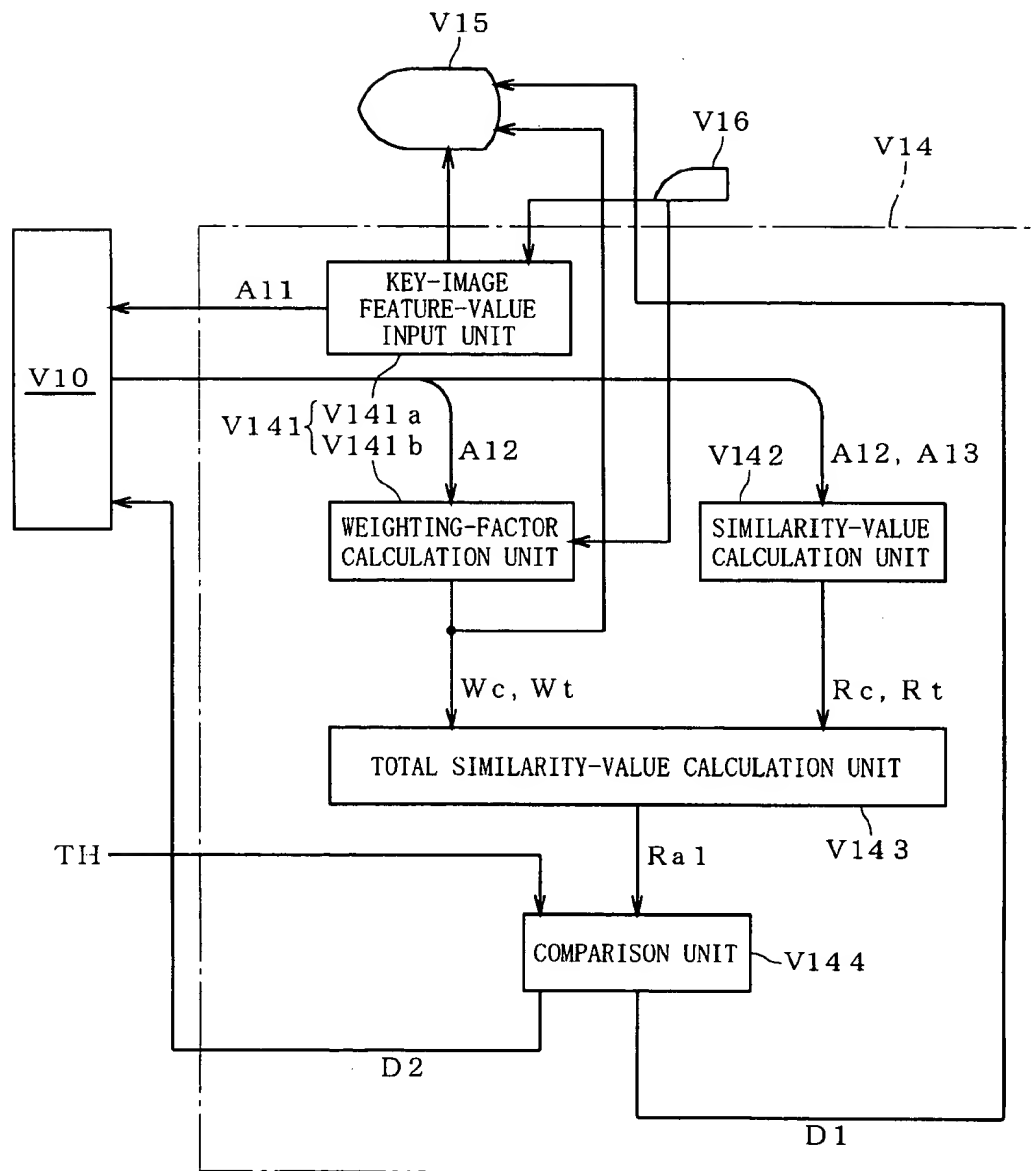 V15
V16
V14
KEY-IMAGE
FEATURE-VALUE
INPUT UNIT
A11
V10
V141 { V141a
V141b
A12
V142
A12, A13
WEIGHTING-FACTOR
CALCULATION UNIT
SIMILARITY-VALUE
CALCULATION UNIT
Wc, Wt
Rc, Rt
TOTAL SIMILARITY-VALUE CALCULATION UNIT
V143
TH
Ra1
COMPARISON UNIT
V144
D2
D1